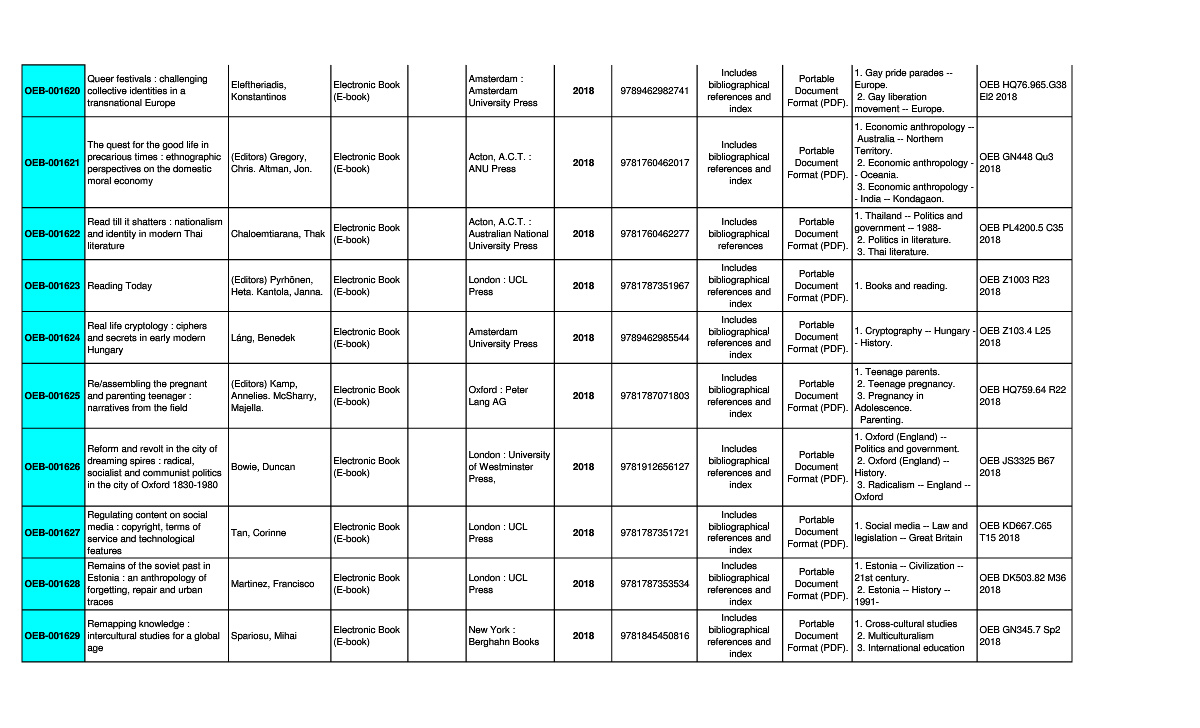 OEB-001620
Queer festivals : challenging
collective identities in a
transnational Europe
Eleftheriadis,
Konstantinos
Electronic Book
(E-book)
Amsterdam :
Amsterdam
University Press
2018
9789462982741
Includes
bibliographical
references and
index
Portable
Document
Format (PDF).
1. Gay pride parades --
Europe.
2. Gay liberation
movement -- Europe.
OEB HQ76.965.G38
El2 2018
OEB-001621
The quest for the good life in
precarious times : ethnographic
perspectives on the domestic
moral economy
(Editors) Gregory,
Chris. Altman, Jon.
Electronic Book
(E-book)
Acton, A.C.T. :
ANU Press
2018
9781760462017
Includes
bibliographical
references and
index
Portable
Document
Format (PDF).
1. Economic anthropology --
Australia -- Northern
Territory.
2. Economic anthropology -
- Oceania.
3. Economic anthropology -
- India -- Kondagaon.
OEB GN448 Qu3
2018
OEB-001622
Read till it shatters : nationalism
and identity in modern Thai
literature
Chaloemtiarana, Thak
Electronic Book
(E-book)
Acton, A.C.T. :
Australian National
University Press
2018
9781760462277
Includes
bibliographical
references
Portable
Document
Format (PDF).
1. Thailand -- Politics and
government -- 1988-
2. Politics in literature.
3. Thai literature.
OEB PL4200.5 C35
2018
OEB-001623
Reading Today
(Editors) Pyrhönen,
Heta. Kantola, Janna.
Electronic Book
(E-book)
London : UCL
Press
2018
9781787351967
Includes
bibliographical
references and
index
Portable
Document
Format (PDF).
1. Books and reading.
OEB Z1003 R23
2018
OEB-001624
Real life cryptology : ciphers
and secrets in early modern
Hungary
Láng, Benedek
Electronic Book
(E-book)
Amsterdam
University Press
2018
9789462985544
Includes
bibliographical
references and
index
Portable
Document
Format (PDF).
1. Cryptography -- Hungary -
- History.
OEB Z103.4 L25
2018
OEB-001625
Re/assembling the pregnant
and parenting teenager :
narratives from the field
(Editors) Kamp,
Annelies. McSharry,
Majella.
Electronic Book
(E-book)
Oxford : Peter
Lang AG
2018
9781787071803
Includes
bibliographical
references and
index
Portable
Document
Format (PDF).
1. Teenage parents.
2. Teenage pregnancy.
3. Pregnancy in
Adolescence.
Parenting.
OEB HQ759.64 R22
2018
OEB-001626
Reform and revolt in the city of
dreaming spires : radical,
socialist and communist politics
in the city of Oxford 1830-1980
Bowie, Duncan
Electronic Book
(E-book)
London : University
of Westminster
Press,
2018
9781912656127
Includes
bibliographical
references and
index
Portable
Document
Format (PDF).
1. Oxford (England) --
Politics and government.
2. Oxford (England) --
History.
3. Radicalism -- England --
Oxford
OEB JS3325 B67
2018
OEB-001627
Regulating content on social
media : copyright, terms of
service and technological
features
Tan, Corinne
Electronic Book
(E-book)
London : UCL
Press
2018
9781787351721
Includes
bibliographical
references and
index
Portable
Document
Format (PDF).
1. Social media -- Law and
legislation -- Great Britain
OEB KD667.C65
T15 2018
OEB-001628
Remains of the soviet past in
Estonia : an anthropology of
forgetting, repair and urban
traces
Martinez, Francisco
Electronic Book
(E-book)
London : UCL
Press
2018
9781787353534
Includes
bibliographical
references and
index
Portable
Document
Format (PDF).
1. Estonia -- Civilization --
21st century.
2. Estonia -- History --
1991-
OEB DK503.82 M36
2018
OEB-001629
Remapping knowledge :
intercultural studies for a global
age
Spariosu, Mihai
Electronic Book
(E-book)
New York :
Berghahn Books
2018
9781845450816
Includes
bibliographical
references and
index
Portable
Document
Format (PDF).
1. Cross-cultural studies
2. Multiculturalism
3. International education
OEB GN345.7 Sp2
2018